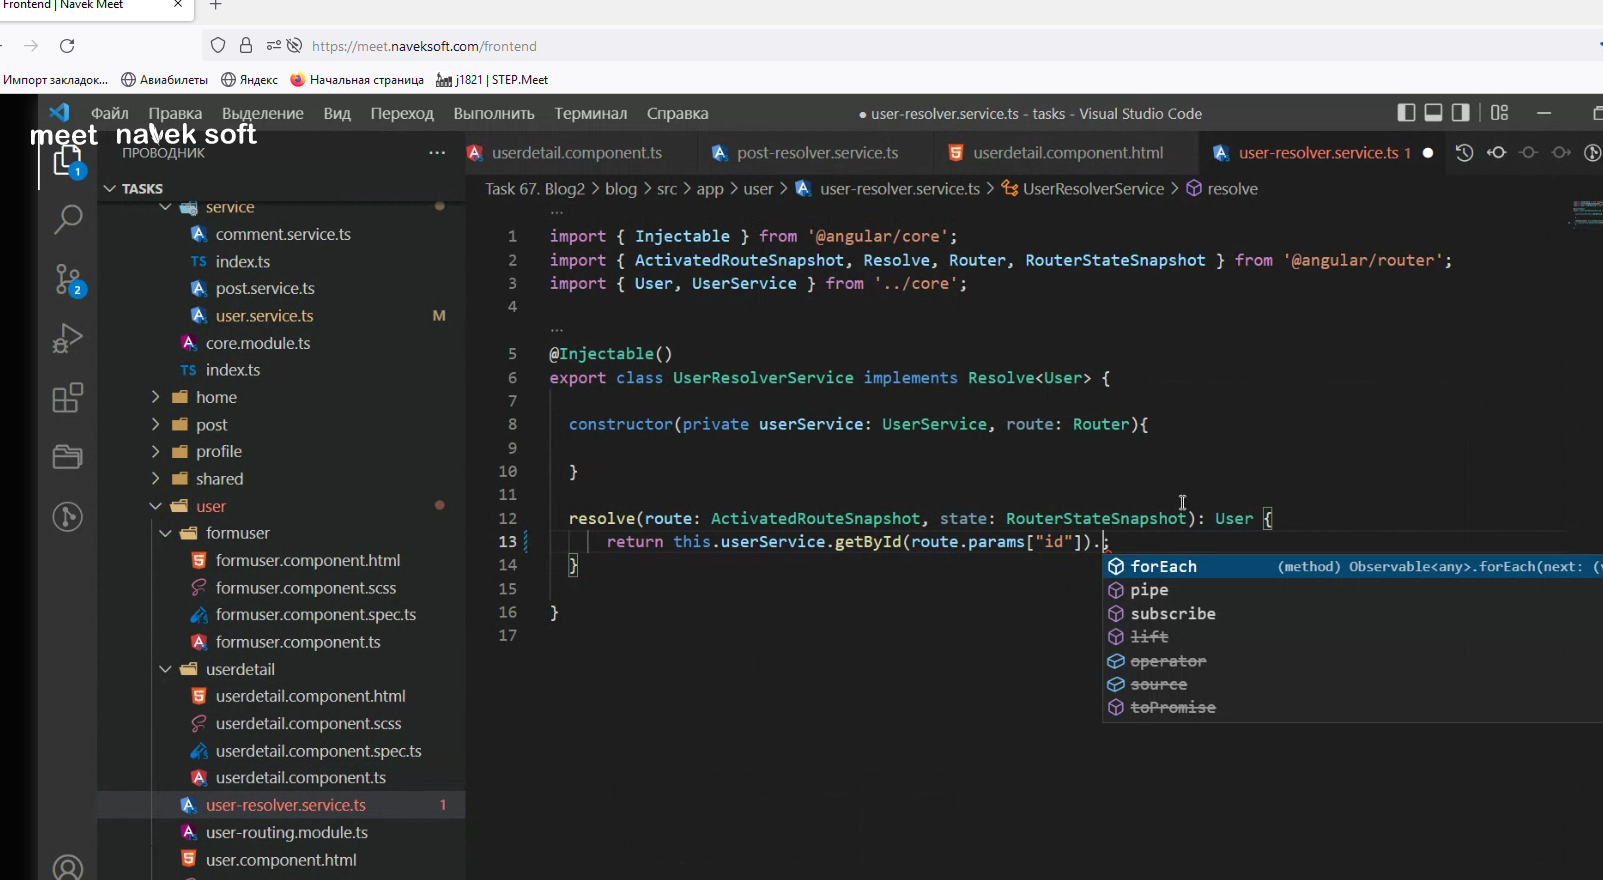 Frontend | Navek Meet
https://meet.naveksoft.com/frontend
Импорт закладок...
Авиабилеты
Яндекс
Начальная страница
j1821 | STEP.Meet
Файл Правка Выделение Вид Переход Выполнить Терминал Справка
● user-resolver.service.ts - tasks - Visual Studio Code
meet navek soft
ПРОВОДНИК ...
userdetail.component.ts
post-resolver.service.ts
userdetail.component.html
user-resolver.service.ts 1
TASKS
Task 67. Blog2 > blog > src > app > user > user-resolver.service.ts > UserResolverService > resolve
service
comment.service.ts
TS index.ts
post.service.ts
user.service.ts M
core.module.ts
TS index.ts
home
post
profile
shared
user
formuser
formuser.component.html
formuser.component.scss
formuser.component.spec.ts
formuser.component.ts
userdetail
userdetail.component.html
userdetail.component.scss
userdetail.component.spec.ts
userdetail.component.ts
user-resolver.service.ts 1
user-routing.module.ts
user.component.html
1
2
...
1 import { Injectable } from '@angular/core';
2 import { ActivatedRouteSnapshot, Resolve, Router, RouterStateSnapshot } from '@angular/router';
3 import { User, UserService } from '../core';
4
...
5 @Injectable()
6 export class UserResolverService implements Resolve<User> {
7
8 constructor(private userService: UserService, route: Router){
9
10 }
11
12 resolve(route: ActivatedRouteSnapshot, state: RouterStateSnapshot): User {
13 return this.userService.getById(route.params["id"]).;
14 }
15
16 }
17
forEach (method) Observable<any>.forEach(next: (v
pipe
subscribe
lift
operator
source
toPromise